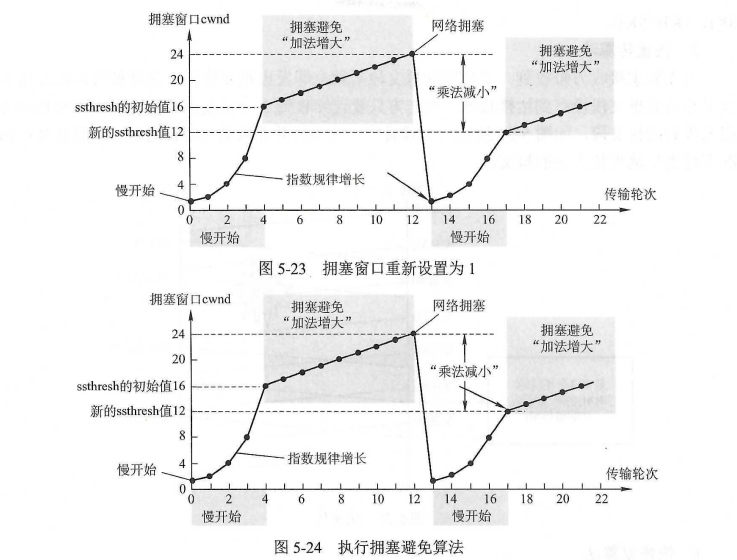 拥塞窗口cwnd
拥塞避免
“加法增大”
网络拥塞
拥塞避免
“加法增大”
24
20
ssthresh的初始值16
“乘法减小”
新的ssthresh值12
8
指数规律增长
4
慢开始
0
传输轮次
0 2 4 6 8 10 12 14 16 18 20 22
慢开始
慢开始
图 5-23 拥塞窗口重新设置为 1
拥塞窗口cwnd
拥塞避免
“加法增大”
网络拥塞
24
拥塞避免
“加法增大”
20
“乘法减小”
ssthresh的初始值16
新的ssthresh值12
8
指数规律增长
4
慢开始
0
传输轮次
0 2 4 6 8 10 12 14 16 18 20 22
慢开始
慢开始
图 5-24 执行拥塞避免算法